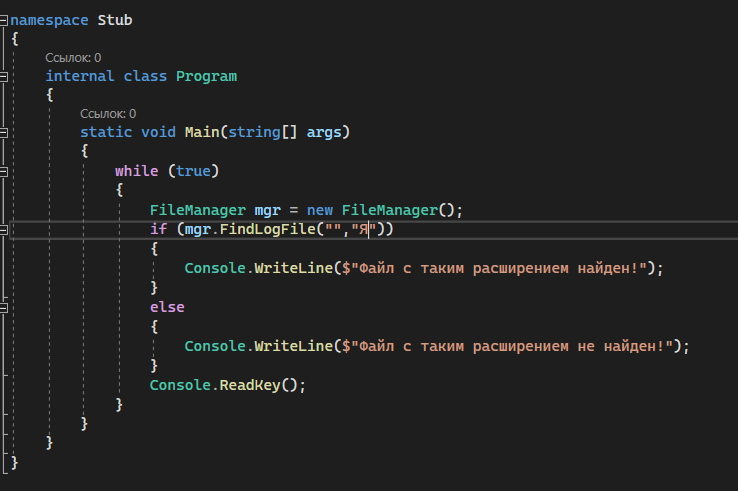 namespace Stub
{
Ссылок: 0
internal class Program
{
Ссылок: 0
static void Main(string[] args)
{
while (true)
{
FileManager mgr = new FileManager();
if (mgr.FindLogFile("","Я"))
{
Console.WriteLine($"Файл с таким расширением найден!");
}
else
{
Console.WriteLine($"Файл с таким расширением не найден!");
}
Console.ReadKey();
}
}
}
}